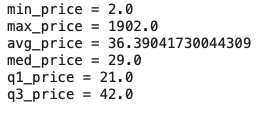 min_price = 2.0
max_price = 1902.0
avg_price = 36.39041730044309
med_price = 29.0
q1_price = 21.0
q3_price = 42.0